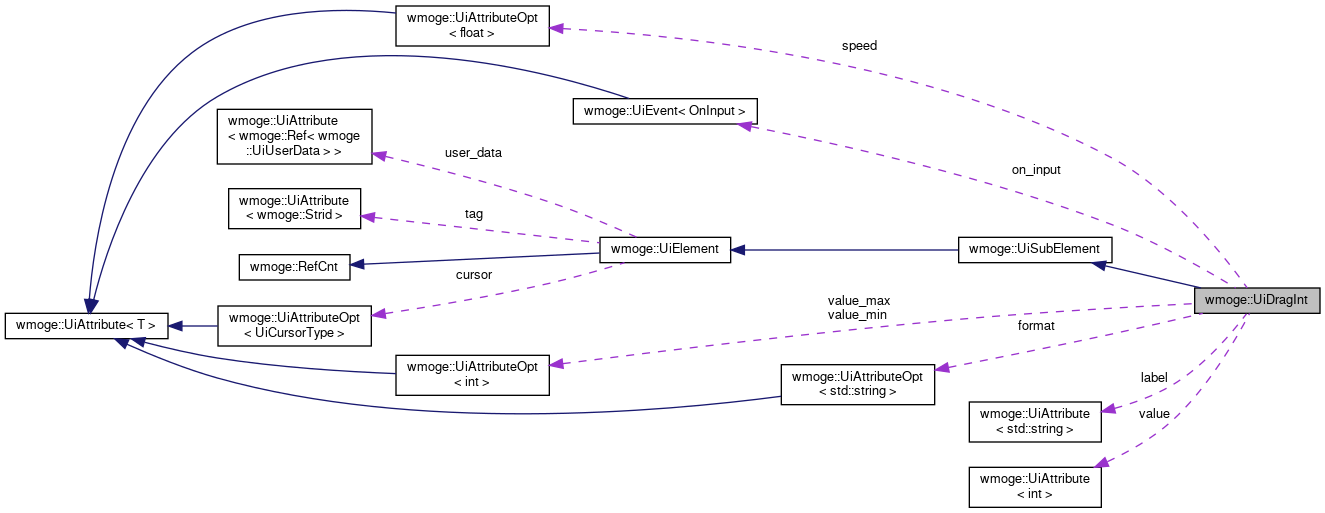 wmoge::UiAttributeOpt
< float >
speed
wmoge::UiEvent< OnInput >
wmoge::UiAttribute
< wmoge::Ref< wmoge
::UiUserData > >
user_data
on_input
wmoge::UiAttribute
< wmoge::Strid >
tag
wmoge::UiElement
wmoge::UiSubElement
wmoge::RefCnt
cursor
wmoge::UiDragInt
wmoge::UiAttribute< T >
wmoge::UiAttributeOpt
< UiCursorType >
value_max
value_min
format
wmoge::UiAttributeOpt
< int >
wmoge::UiAttributeOpt
< std::string >
label
wmoge::UiAttribute
< std::string >
value
wmoge::UiAttribute
< int >